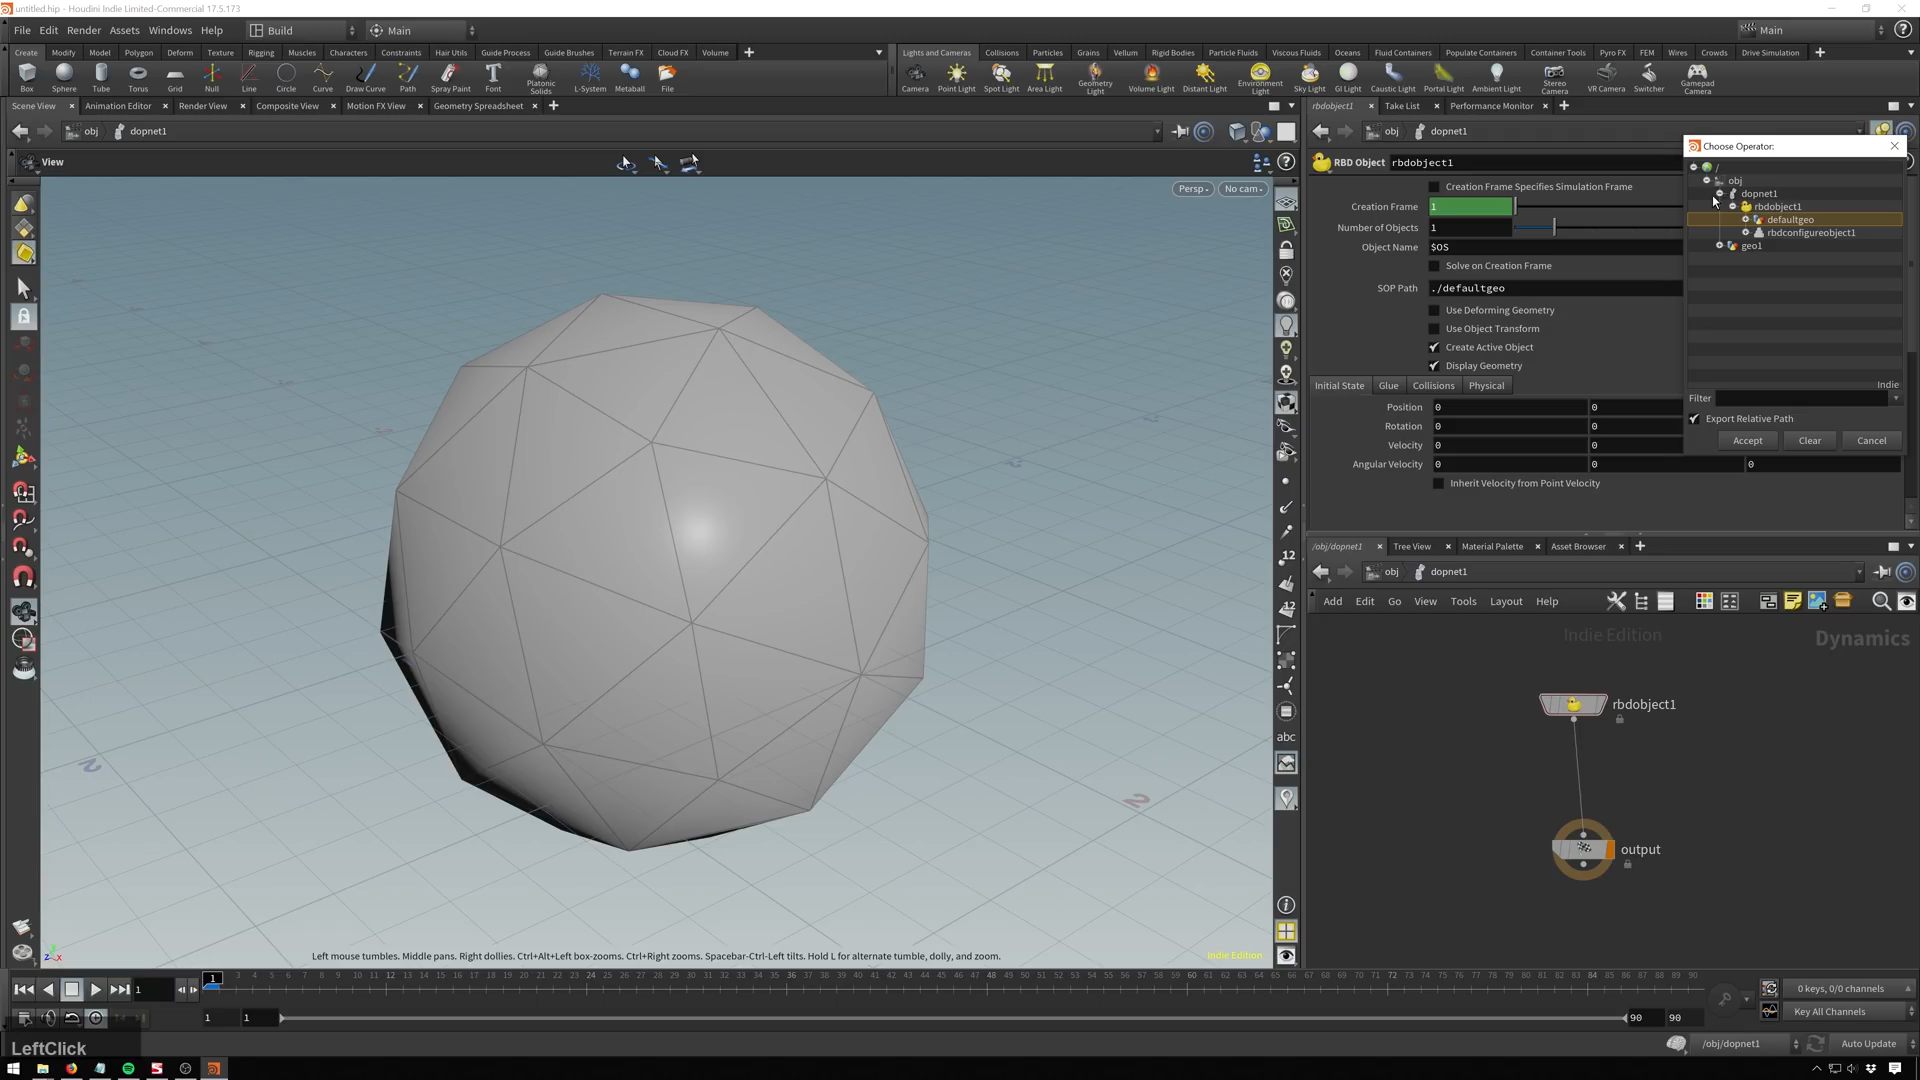 untitled.hip - Houdini Indie Limited-Commercial 17.5.173
File Edit Render Assets Windows Help Build Main Main
Create Modify Model Polygon Deform Texture Rigging Muscles Characters Constraints Hair Utils Guide Process Guide Brushes Terrain FX Cloud FX Volume
Lights and Cameras Collisions Particles Grains Vellum Rigid Bodies Particle Fluids Viscous Fluids Oceans Fluid Containers Populate Containers Container Tools Pyro FX FEM Wires Crowds Drive Simulation
Box Sphere Tube Torus Grid Null Line Circle Curve Draw Curve Path Spray Paint Font Platonic Solids L-System Metaball File
Camera Point Light Spot Light Area Light Geometry Light Volume Light Distant Light Environment Light Sky Light GI Light Caustic Light Portal Light Ambient Light Stereo Camera VR Camera Switcher Gamepad Camera
Scene View Animation Editor Render View Composite View Motion FX View Geometry Spreadsheet
rbdobject1 Take List Performance Monitor
obj dopnet1
obj dopnet1
View
Persp No cam
RBD Object rbdobject1
Creation Frame Specifies Simulation Frame
Creation Frame 1
Number of Objects 1
Object Name $OS
Solve on Creation Frame
SOP Path ./defaultgeo
Use Deforming Geometry
Use Object Transform
Create Active Object
Display Geometry
Initial State Glue Collisions Physical
Position 0 0
Rotation 0 0
Velocity 0 0
Angular Velocity 0 0 0
Inherit Velocity from Point Velocity
Choose Operator:
/
obj
dopnet1
rbdobject1
defaultgeo
rbdconfigureobject1
geo1
Indie
Filter
Export Relative Path
Accept Clear Cancel
/obj/dopnet1 Tree View Material Palette Asset Browser
obj dopnet1
Add Edit Go View Tools Layout Help
Indie Edition Dynamics
rbdobject1
output
12
12
abc
2
2
Left mouse tumbles. Middle pans. Right dollies. Ctrl+Alt+Left box-zooms. Ctrl+Right zooms. Spacebar-Ctrl-Left tilts. Hold L for alternate tumble, dolly, and zoom.
Indie Edition
z x
1
1
24 36 48 60 72 84
1 1 90 90
0 keys, 0/0 channels
Key All Channels
LeftClick
/obj/dopnet1 Auto Update